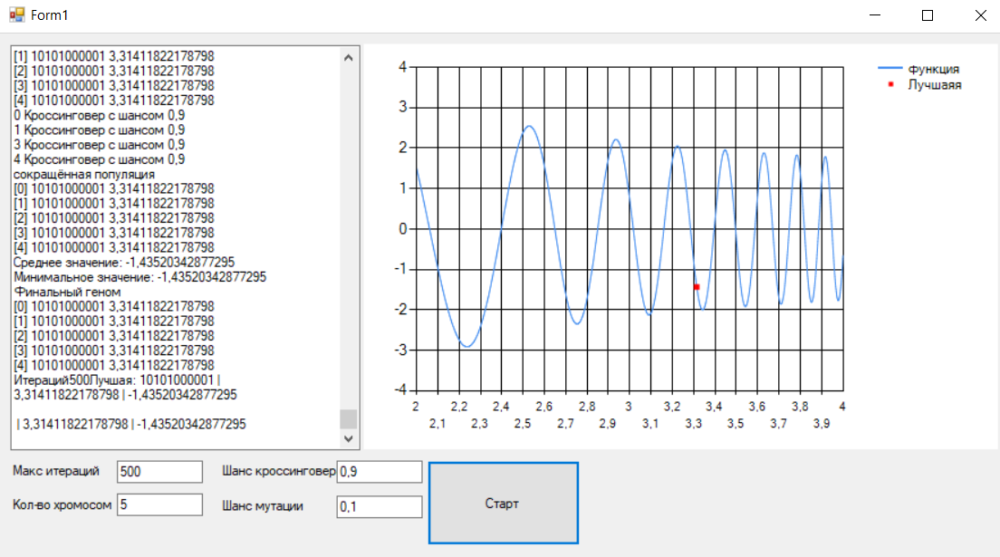 Form1
[1] 10101000001 3,31411822178798
[2] 10101000001 3,31411822178798
[3] 10101000001 3,31411822178798
[4] 10101000001 3,31411822178798
0 Кроссинговер с шансом 0,9
1 Кроссинговер с шансом 0,9
3 Кроссинговер с шансом 0,9
4 Кроссинговер с шансом 0,9
сокращённая популяция
[0] 10101000001 3,31411822178798
[1] 10101000001 3,31411822178798
[2] 10101000001 3,31411822178798
[3] 10101000001 3,31411822178798
[4] 10101000001 3,31411822178798
Среднее значение: -1,43520342877295
Минимальное значение: -1,43520342877295
Финальный геном
[0] 10101000001 3,31411822178798
[1] 10101000001 3,31411822178798
[2] 10101000001 3,31411822178798
[3] 10101000001 3,31411822178798
[4] 10101000001 3,31411822178798
Итераций500Лучшая: 10101000001 |
3,31411822178798 | -1,43520342877295
| 3,31411822178798 | -1,43520342877295
4
3
2
1
0
-1
-2
-3
-4
2 2,2 2,4 2,6 2,8 3 3,2 3,4 3,6 3,8 4
2,1 2,3 2,5 2,7 2,9 3,1 3,3 3,5 3,7 3,9
функция
Лучшаяя
Макс итераций 500 Шанс кроссинговер 0,9
Кол-во хромосом 5 Шанс мутации 0,1
Старт